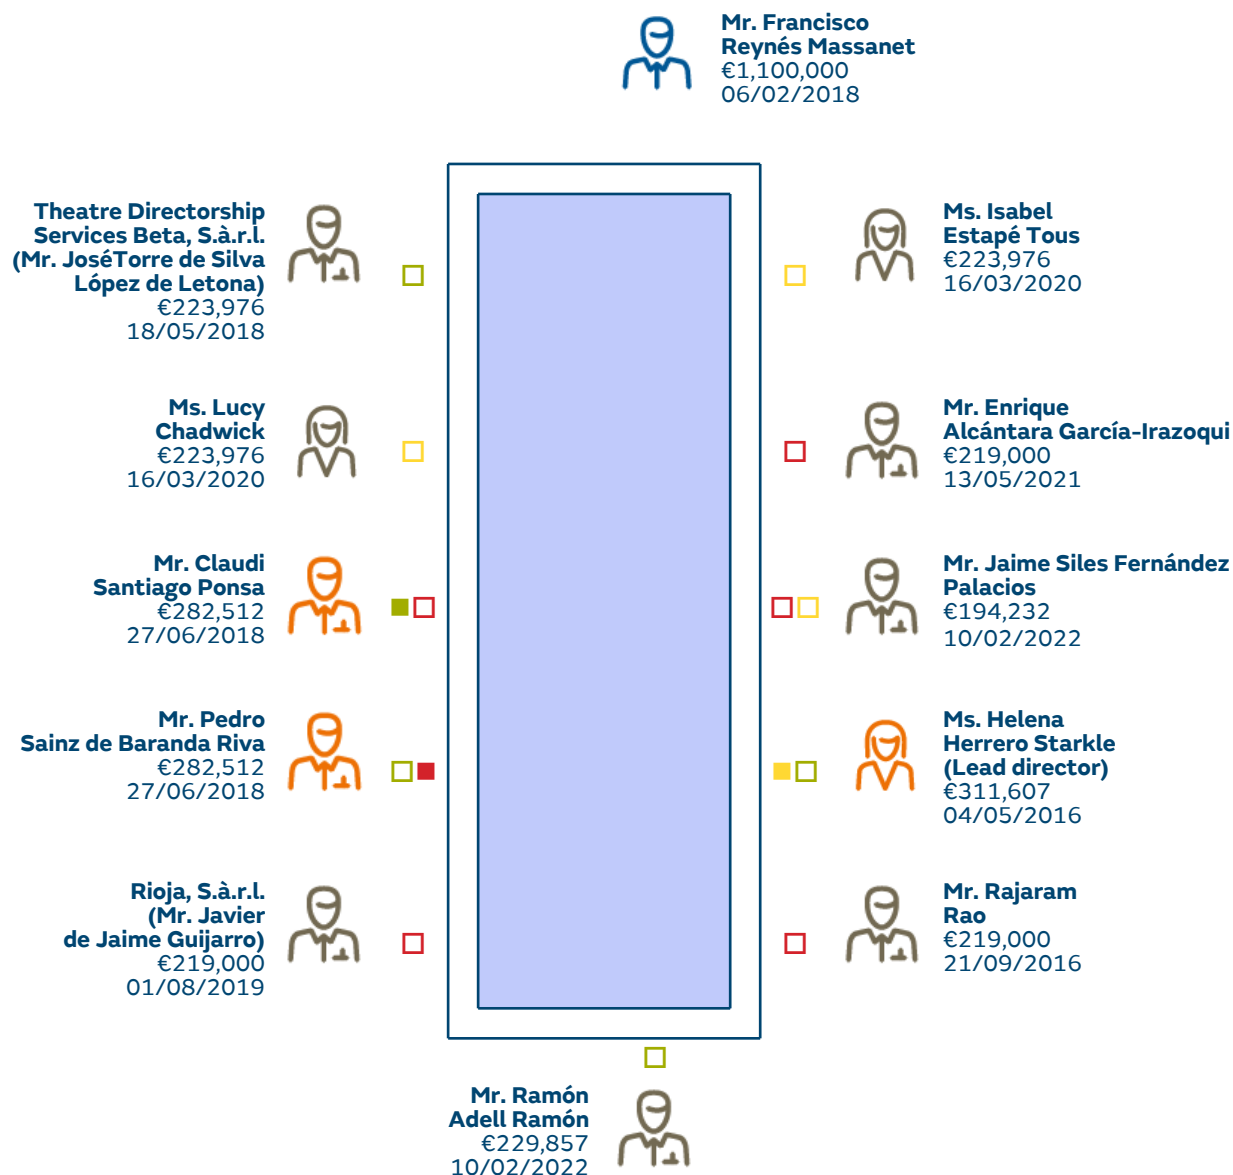 Mr. Francisco
Reynés Massanet
€1,100,000
06/02/2018
Theatre Directorship
Services Beta, S.à.r.l.
(Mr. JoséTorre de Silva
López de Letona)
€223,976
18/05/2018
Ms. Isabel
Estapé Tous
€223,976
16/03/2020
Ms. Lucy
Chadwick
€223,976
16/03/2020
Mr. Enrique
Alcántara García-Irazoqui
€219,000
13/05/2021
Mr. Claudi
Santiago Ponsa
€282,512
27/06/2018
Mr. Jaime Siles Fernández
Palacios
€194,232
10/02/2022
Mr. Pedro
Sainz de Baranda Riva
€282,512
27/06/2018
Ms. Helena
Herrero Starkle
(Lead director)
€311,607
04/05/2016
Rioja, S.à.r.l.
(Mr. Javier
de Jaime Guijarro)
€219,000
01/08/2019
Mr. Rajaram
Rao
€219,000
21/09/2016
Mr. Ramón
Adell Ramón
€229,857
10/02/2022